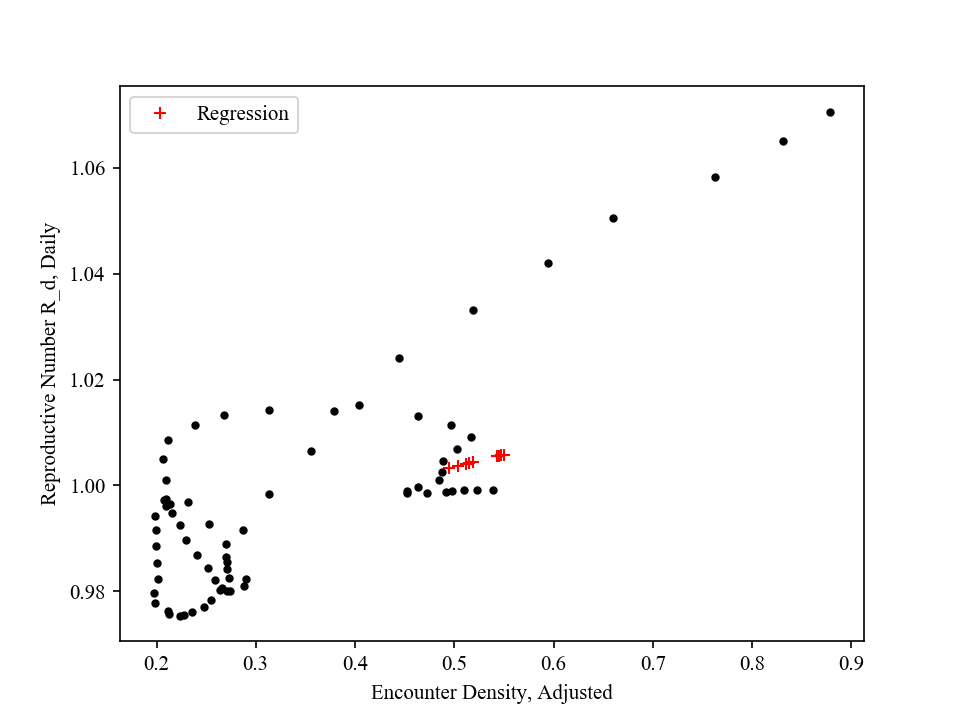 Regression
1.06
1.04
1.02
1.00
0.98
Reproductive Number R_d, Daily
0.2 0.3 0.4 0.5 0.6 0.7 0.8 0.9
Encounter Density, Adjusted